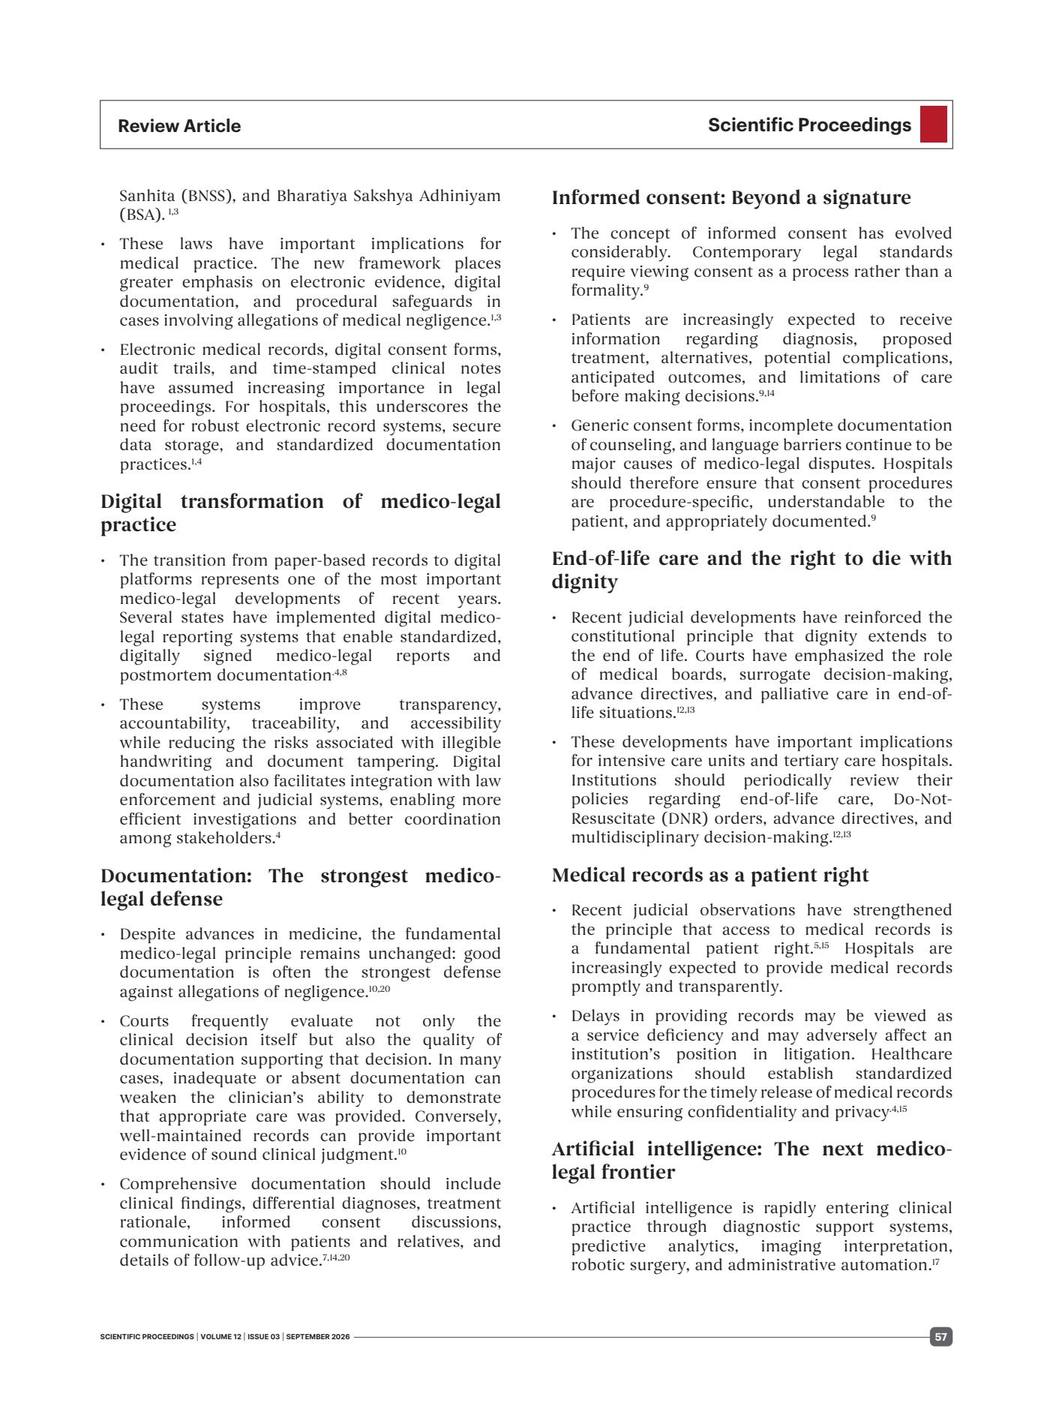 Review Article
Scientific Proceedings
Sanhita (BNSS), and Bharatiya Sakshya Adhiniyam
(BSA). 1,3
• These laws have important implications for
medical practice. The new framework places
greater emphasis on electronic evidence, digital
documentation, and procedural safeguards in
cases involving allegations of medical negligence.1,3
• Electronic medical records, digital consent forms,
audit trails, and time-stamped clinical notes
have assumed increasing importance in legal
proceedings. For hospitals, this underscores the
need for robust electronic record systems, secure
data storage, and standardized documentation
practices.1,4
Digital transformation of medico-legal
practice
• The transition from paper-based records to digital
platforms represents one of the most important
medico-legal developments of recent years.
Several states have implemented digital medico-
legal reporting systems that enable standardized,
digitally signed medico-legal reports and
postmortem documentation.4,8
• These systems improve transparency,
accountability, traceability, and accessibility
while reducing the risks associated with illegible
handwriting and document tampering. Digital
documentation also facilitates integration with law
enforcement and judicial systems, enabling more
efficient investigations and better coordination
among stakeholders.4
Documentation: The strongest medico-
legal defense
• Despite advances in medicine, the fundamental
medico-legal principle remains unchanged: good
documentation is often the strongest defense
against allegations of negligence.10,20
• Courts frequently evaluate not only the
clinical decision itself but also the quality of
documentation supporting that decision. In many
cases, inadequate or absent documentation can
weaken the clinician's ability to demonstrate
that appropriate care was provided. Conversely,
well-maintained records can provide important
evidence of sound clinical judgment.10
• Comprehensive documentation should include
clinical findings, differential diagnoses, treatment
rationale, informed consent discussions,
communication with patients and relatives, and
details of follow-up advice.7,14,20
Informed consent: Beyond a signature
• The concept of informed consent has evolved
considerably. Contemporary legal standards
require viewing consent as a process rather than a
formality.9
• Patients are increasingly expected to receive
information regarding diagnosis, proposed
treatment, alternatives, potential complications,
anticipated outcomes, and limitations of care
before making decisions.9,14
• Generic consent forms, incomplete documentation
of counseling, and language barriers continue to be
major causes of medico-legal disputes. Hospitals
should therefore ensure that consent procedures
are procedure-specific, understandable to the
patient, and appropriately documented.9
End-of-life care and the right to die with
dignity
• Recent judicial developments have reinforced the
constitutional principle that dignity extends to
the end of life. Courts have emphasized the role
of medical boards, surrogate decision-making,
advance directives, and palliative care in end-of-
life situations.12,13
• These developments have important implications
for intensive care units and tertiary care hospitals.
Institutions should periodically review their
policies regarding end-of-life care, Do-Not-
Resuscitate (DNR) orders, advance directives, and
multidisciplinary decision-making.12,13
Medical records as a patient right
• Recent judicial observations have strengthened
the principle that access to medical records is
a fundamental patient right.5,15 Hospitals are
increasingly expected to provide medical records
promptly and transparently.
• Delays in providing records may be viewed as
a service deficiency and may adversely affect an
institution's position in litigation. Healthcare
organizations should establish standardized
procedures for the timely release of medical records
while ensuring confidentiality and privacy.4,15
Artificial intelligence: The next medico-
legal frontier
• Artificial intelligence is rapidly entering clinical
practice through diagnostic support systems,
predictive analytics, imaging interpretation,
robotic surgery, and administrative automation.17
SCIENTIFIC PROCEEDINGS | VOLUME 12 | ISSUE 03 | SEPTEMBER 2026
57